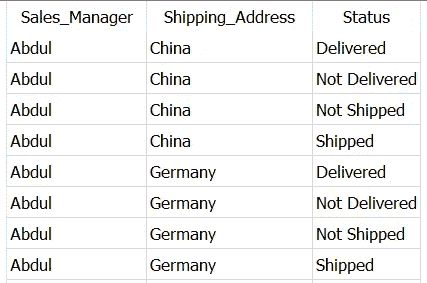 Sales_Manager Shipping_Address Status
Abdul China Delivered
Abdul China Not Delivered
Abdul China Not Shipped
Abdul China Shipped
Abdul Germany Delivered
Abdul Germany Not Delivered
Abdul Germany Not Shipped
Abdul Germany Shipped